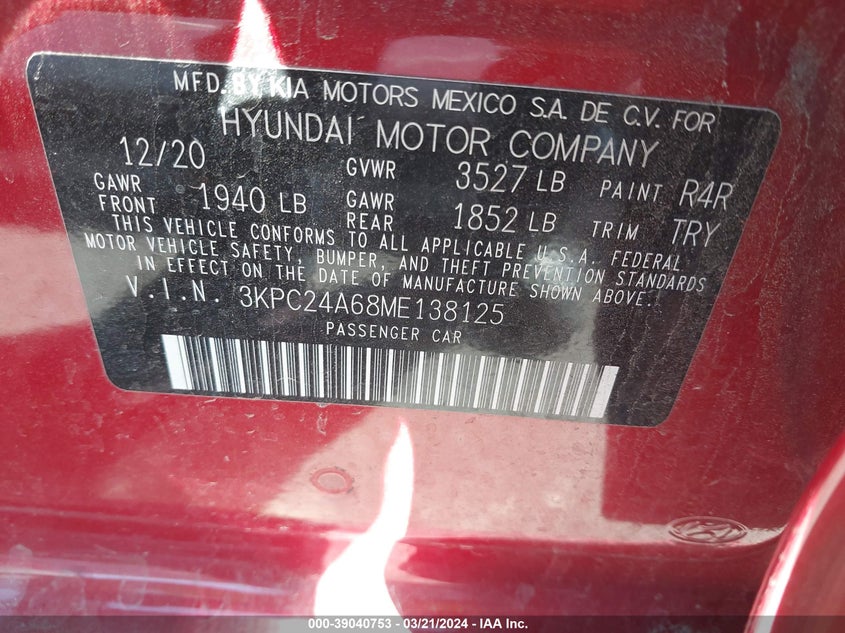 MFD. BY KIA MOTORS MEXICO S.A. DE C.V. FOR
HYUNDAI MOTOR COMPANY
12/20 GVWR 3527 LB PAINT R4R
GAWR FRONT 1940 LB GAWR REAR 1852 LB TRIM TRY
THIS VEHICLE CONFORMS TO ALL APPLICABLE U.S.A. FEDERAL
MOTOR VEHICLE SAFETY, BUMPER, AND THEFT PREVENTION STANDARDS
IN EFFECT ON THE DATE OF MANUFACTURE SHOWN ABOVE.
V.I.N. 3KPC24A68ME138125
PASSENGER CAR
000-39040753 — 03/21/2024 — IAA Inc.